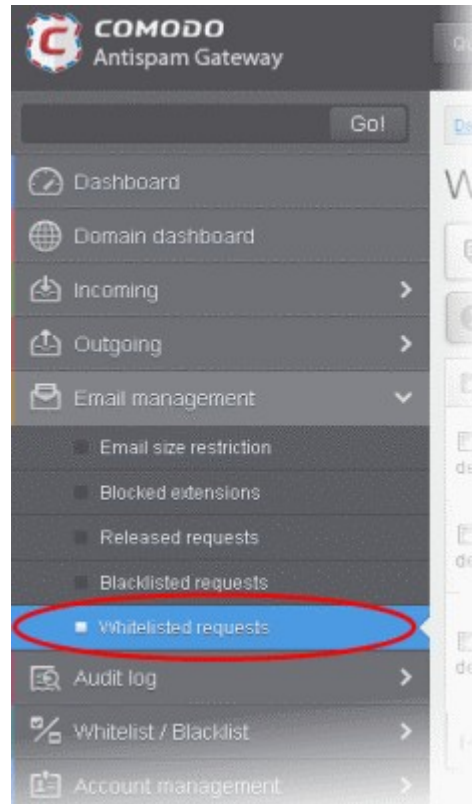 COMODO
Antispam Gateway
Go!
Dashboard
Domain dashboard
Incoming
Outgoing
Email management
Email size restriction
Blocked extensions
Released requests
Blacklisted requests
Whitelisted requests
Audit log
Whitelist / Blacklist
Account management